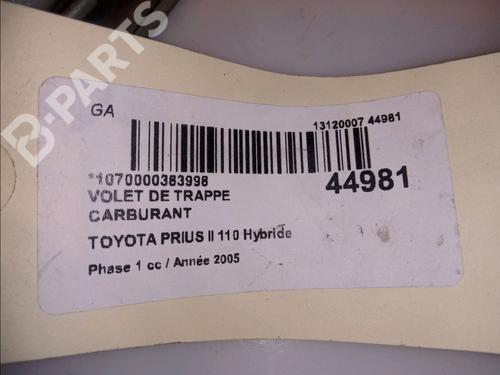 B-PARTS
GA
13120007 44981
*1070000383998
44981
VOLET DE TRAPPE
CARBURANT
TOYOTA PRIUS II 110 Hybride
Phase 1 cc / Année 2005
B-PARTS